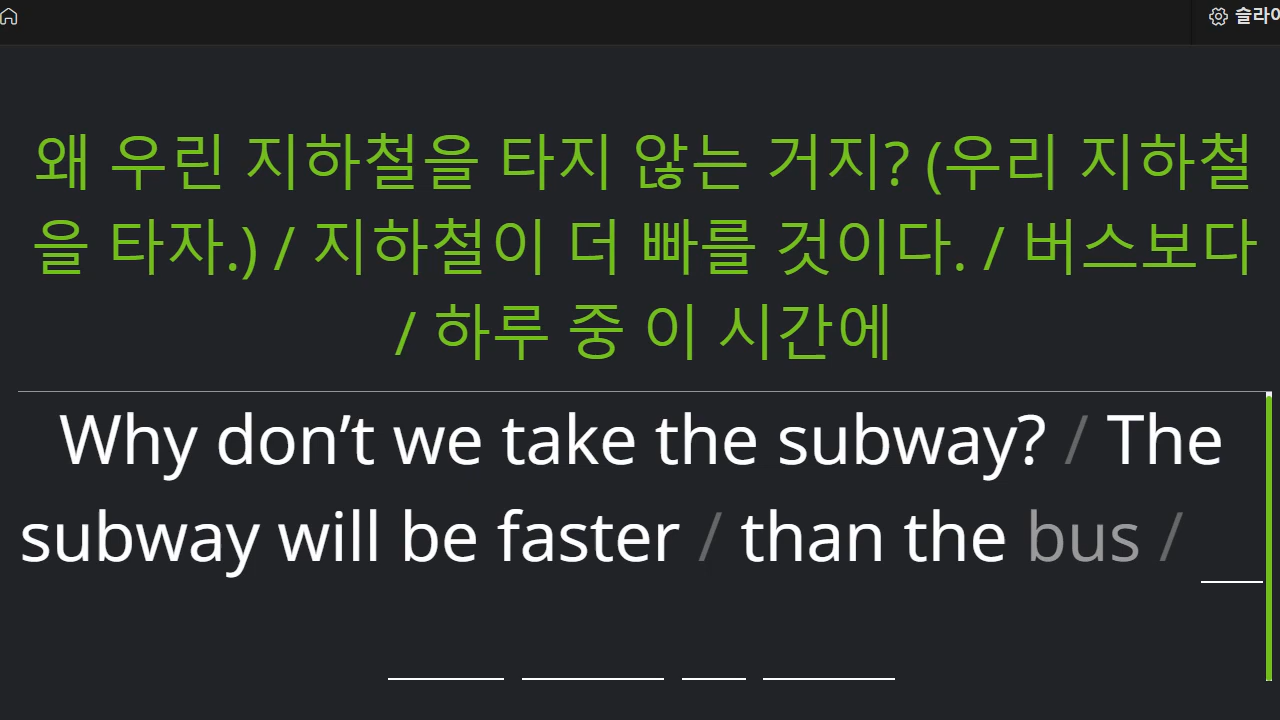 슬라이
왜 우린 지하철을 타지 않는 거지? (우리 지하철
을 타자.) / 지하철이 더 빠를 것이다. / 버스보다
/ 하루 중 이 시간에
Why don’t we take the subway? / The
subway will be faster / than the bus /